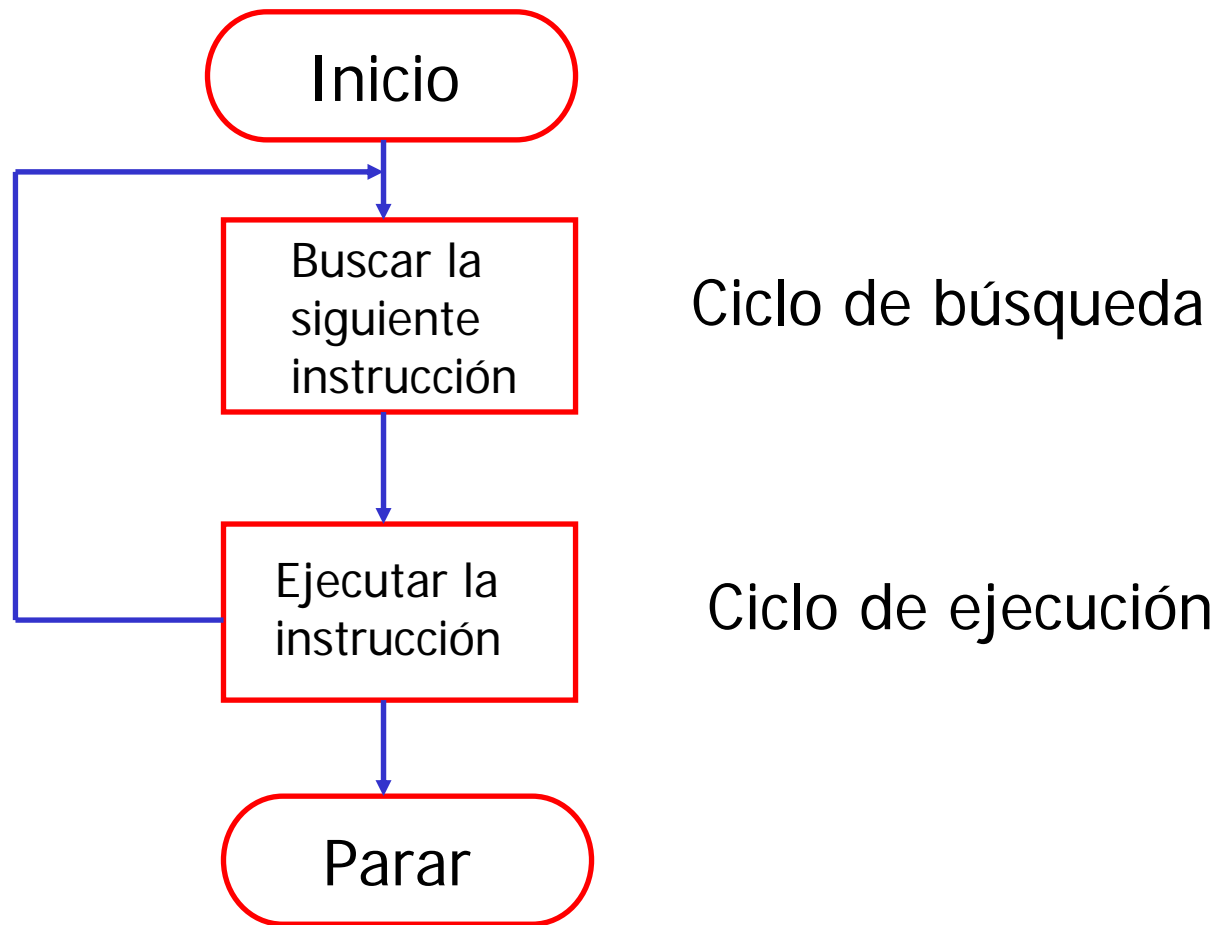 Inicio
Buscar la
siguiente
instrucción
Ciclo de búsqueda
Ejecutar la
instrucción
Ciclo de ejecución
Parar